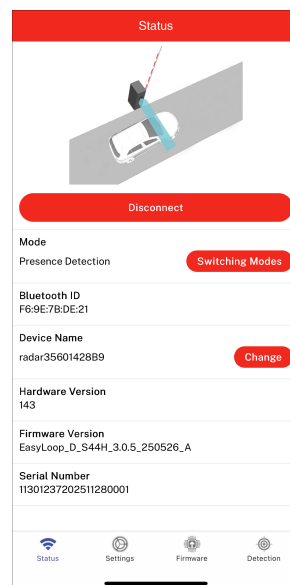 Status
Disconnect
Mode
Presence Detection
Switching Modes
Bluetooth ID
F6:9E:7B:DE:21
Device Name
radar35601428B9
Change
Hardware Version
143
Firmware Version
EasyLoop_D_S44H_3.0.5_250526_A
Serial Number
11301237202511280001
Status
Settings
Firmware
Detection